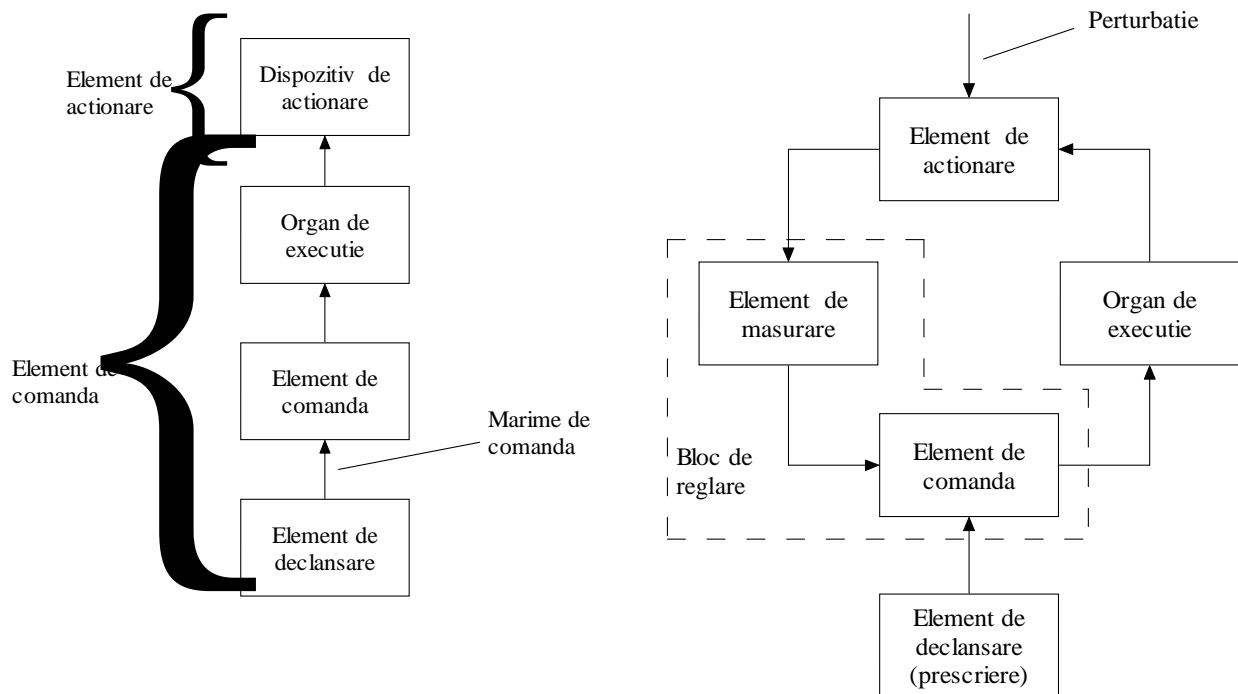 Element de
actionare
Dispozitiv de
actionare
Organ de
executie
Element de
comanda
Element de
comanda
Marime de
comanda
Element de
declansare
Perturbatie
Element de
actionare
Element de
masurare
Organ de
executie
Bloc de
reglare
Element de
comanda
Element de
declansare
(prescriere)